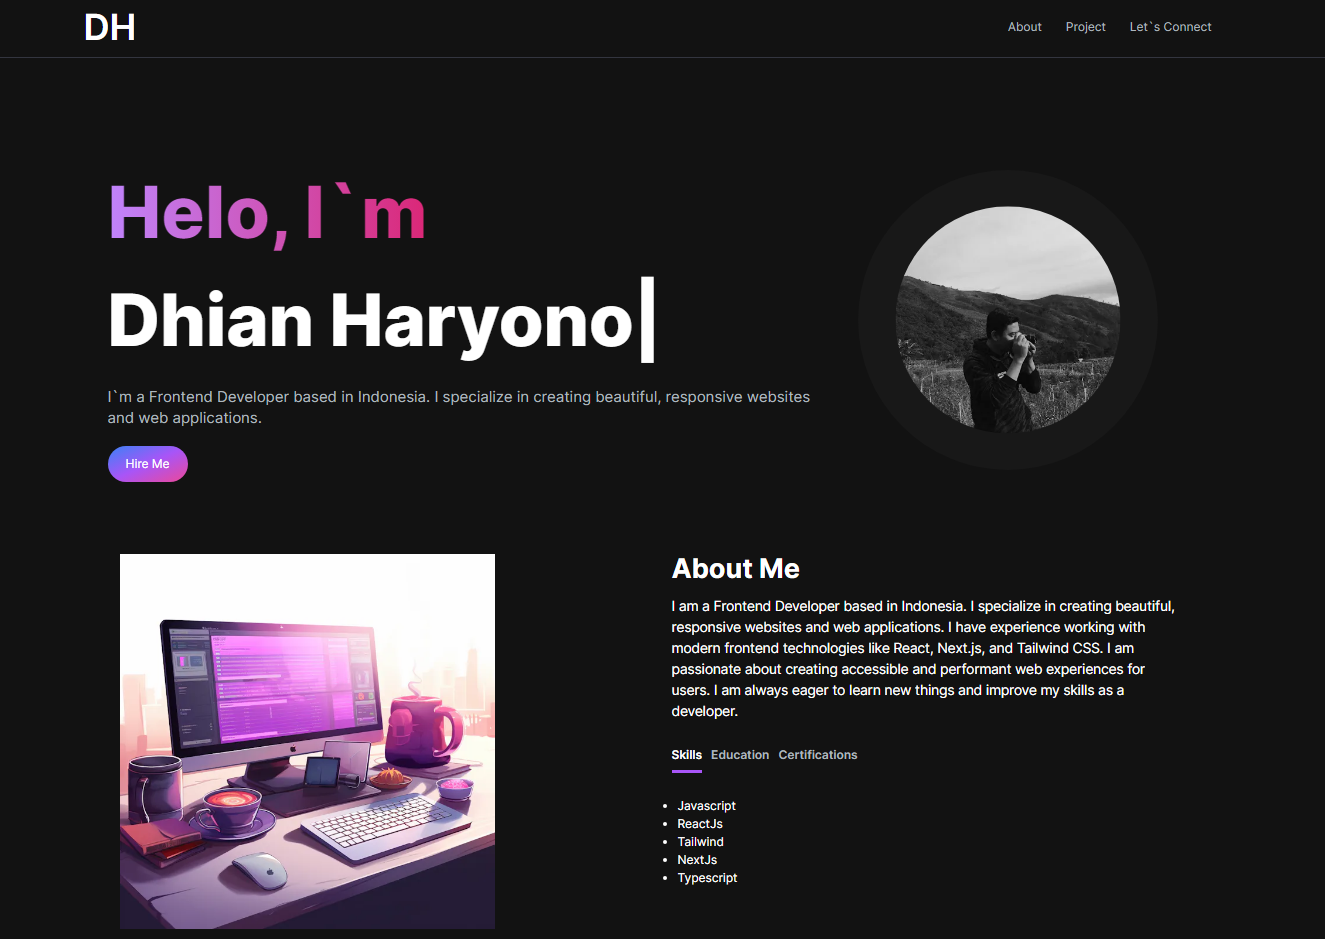 DH
About Project Let`s Connect
Helo, I`m
Dhian Haryono|
I`m a Frontend Developer based in Indonesia. I specialize in creating beautiful, responsive websites
and web applications.
Hire Me
About Me
I am a Frontend Developer based in Indonesia. I specialize in creating beautiful,
responsive websites and web applications. I have experience working with
modern frontend technologies like React, Next.js, and Tailwind CSS. I am
passionate about creating accessible and performant web experiences for
users. I am always eager to learn new things and improve my skills as a
developer.
Skills Education Certifications
• Javascript
• ReactJs
• Tailwind
• NextJs
• Typescript